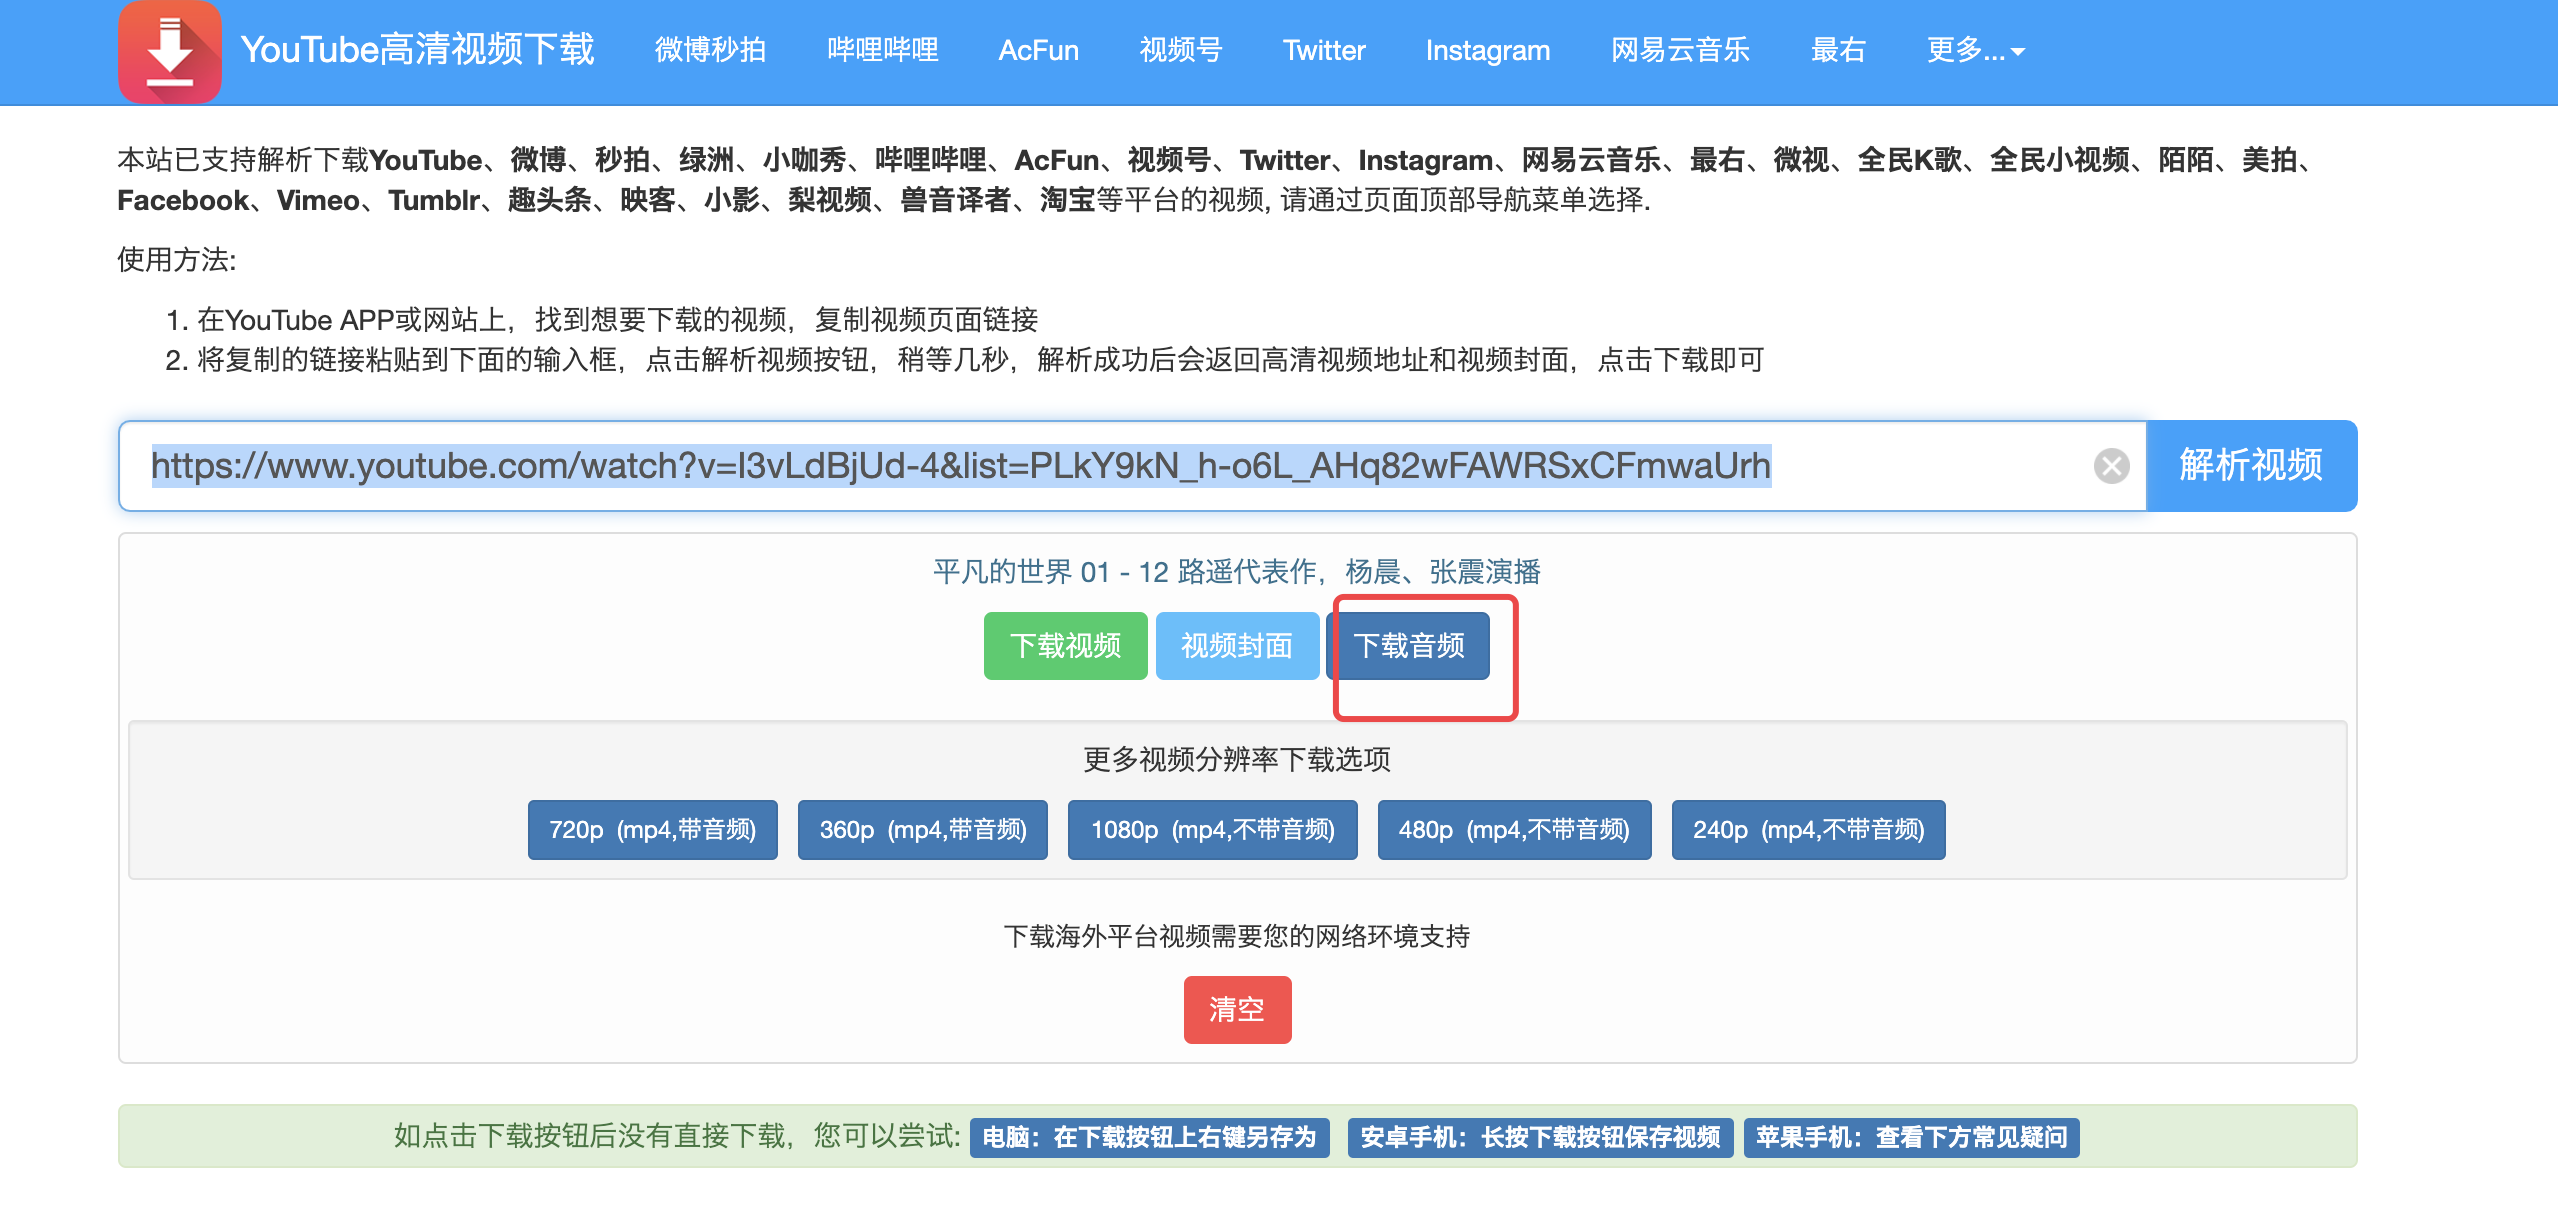 YouTube高清视频下载 微博秒拍 哔哩哔哩 AcFun 视频号 Twitter Instagram 网易云音乐 最右 更多...
本站已支持解析下载YouTube、微博、秒拍、绿洲、小咖秀、哔哩哔哩、AcFun、视频号、Twitter、Instagram、网易云音乐、最右、微视、全民K歌、全民小视频、陌陌、美拍、
Facebook、Vimeo、Tumblr、趣头条、映客、小影、梨视频、兽音译者、淘宝等平台的视频, 请通过页面顶部导航菜单选择.
使用方法:
1. 在YouTube APP或网站上，找到想要下载的视频，复制视频页面链接
2. 将复制的链接粘贴到下面的输入框，点击解析视频按钮，稍等几秒，解析成功后会返回高清视频地址和视频封面，点击下载即可
https://www.youtube.com/watch?v=I3vLdBjUd-4&list=PLkY9kN_h-o6L_AHq82wFAWRSxCFmwaUrh 解析视频
平凡的世界 01 - 12 路遥代表作，杨晨、张震演播
下载视频 视频封面 下载音频
更多视频分辨率下载选项
720p (mp4,带音频) 360p (mp4,带音频) 1080p (mp4,不带音频) 480p (mp4,不带音频) 240p (mp4,不带音频)
下载海外平台视频需要您的网络环境支持
清空
如点击下载按钮后没有直接下载，您可以尝试: 电脑：在下载按钮上右键另存为 安卓手机：长按下载按钮保存视频 苹果手机：查看下方常见疑问